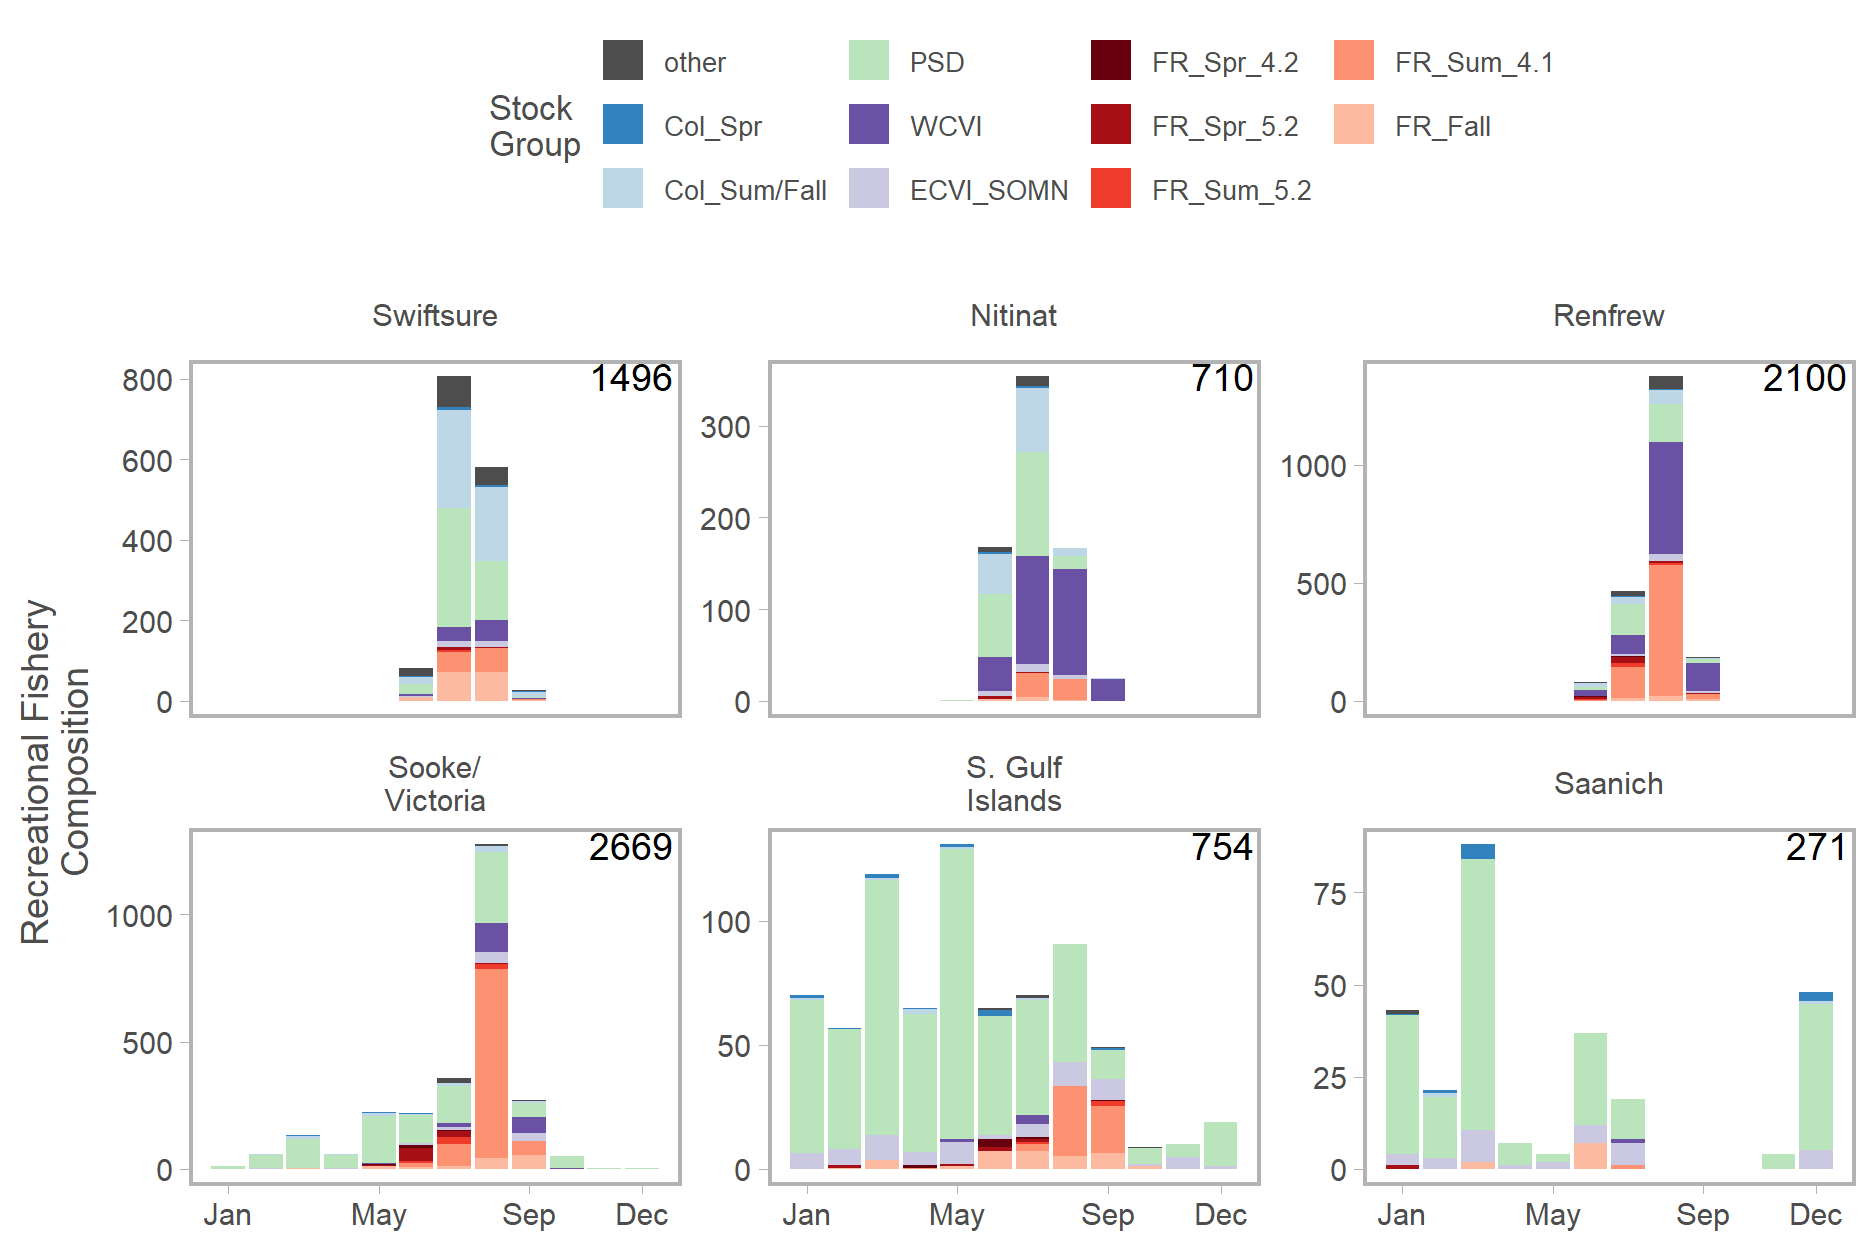 Stock
Group
other
Col_Spr
Col_Sum/Fall
PSD
WCVI
ECVI_SOMN
FR_Spr_4.2
FR_Spr_5.2
FR_Sum_5.2
FR_Sum_4.1
FR_Fall
Recreational Fishery
Composition
Swiftsure
1496
800
600
400
200
0
Nitinat
710
300
200
100
0
Renfrew
2100
1000
500
0
Sooke/
Victoria
2669
1000
500
0
Jan May Sep Dec
S. Gulf
Islands
754
100
50
0
Jan May Sep Dec
Saanich
271
75
50
25
0
Jan May Sep Dec